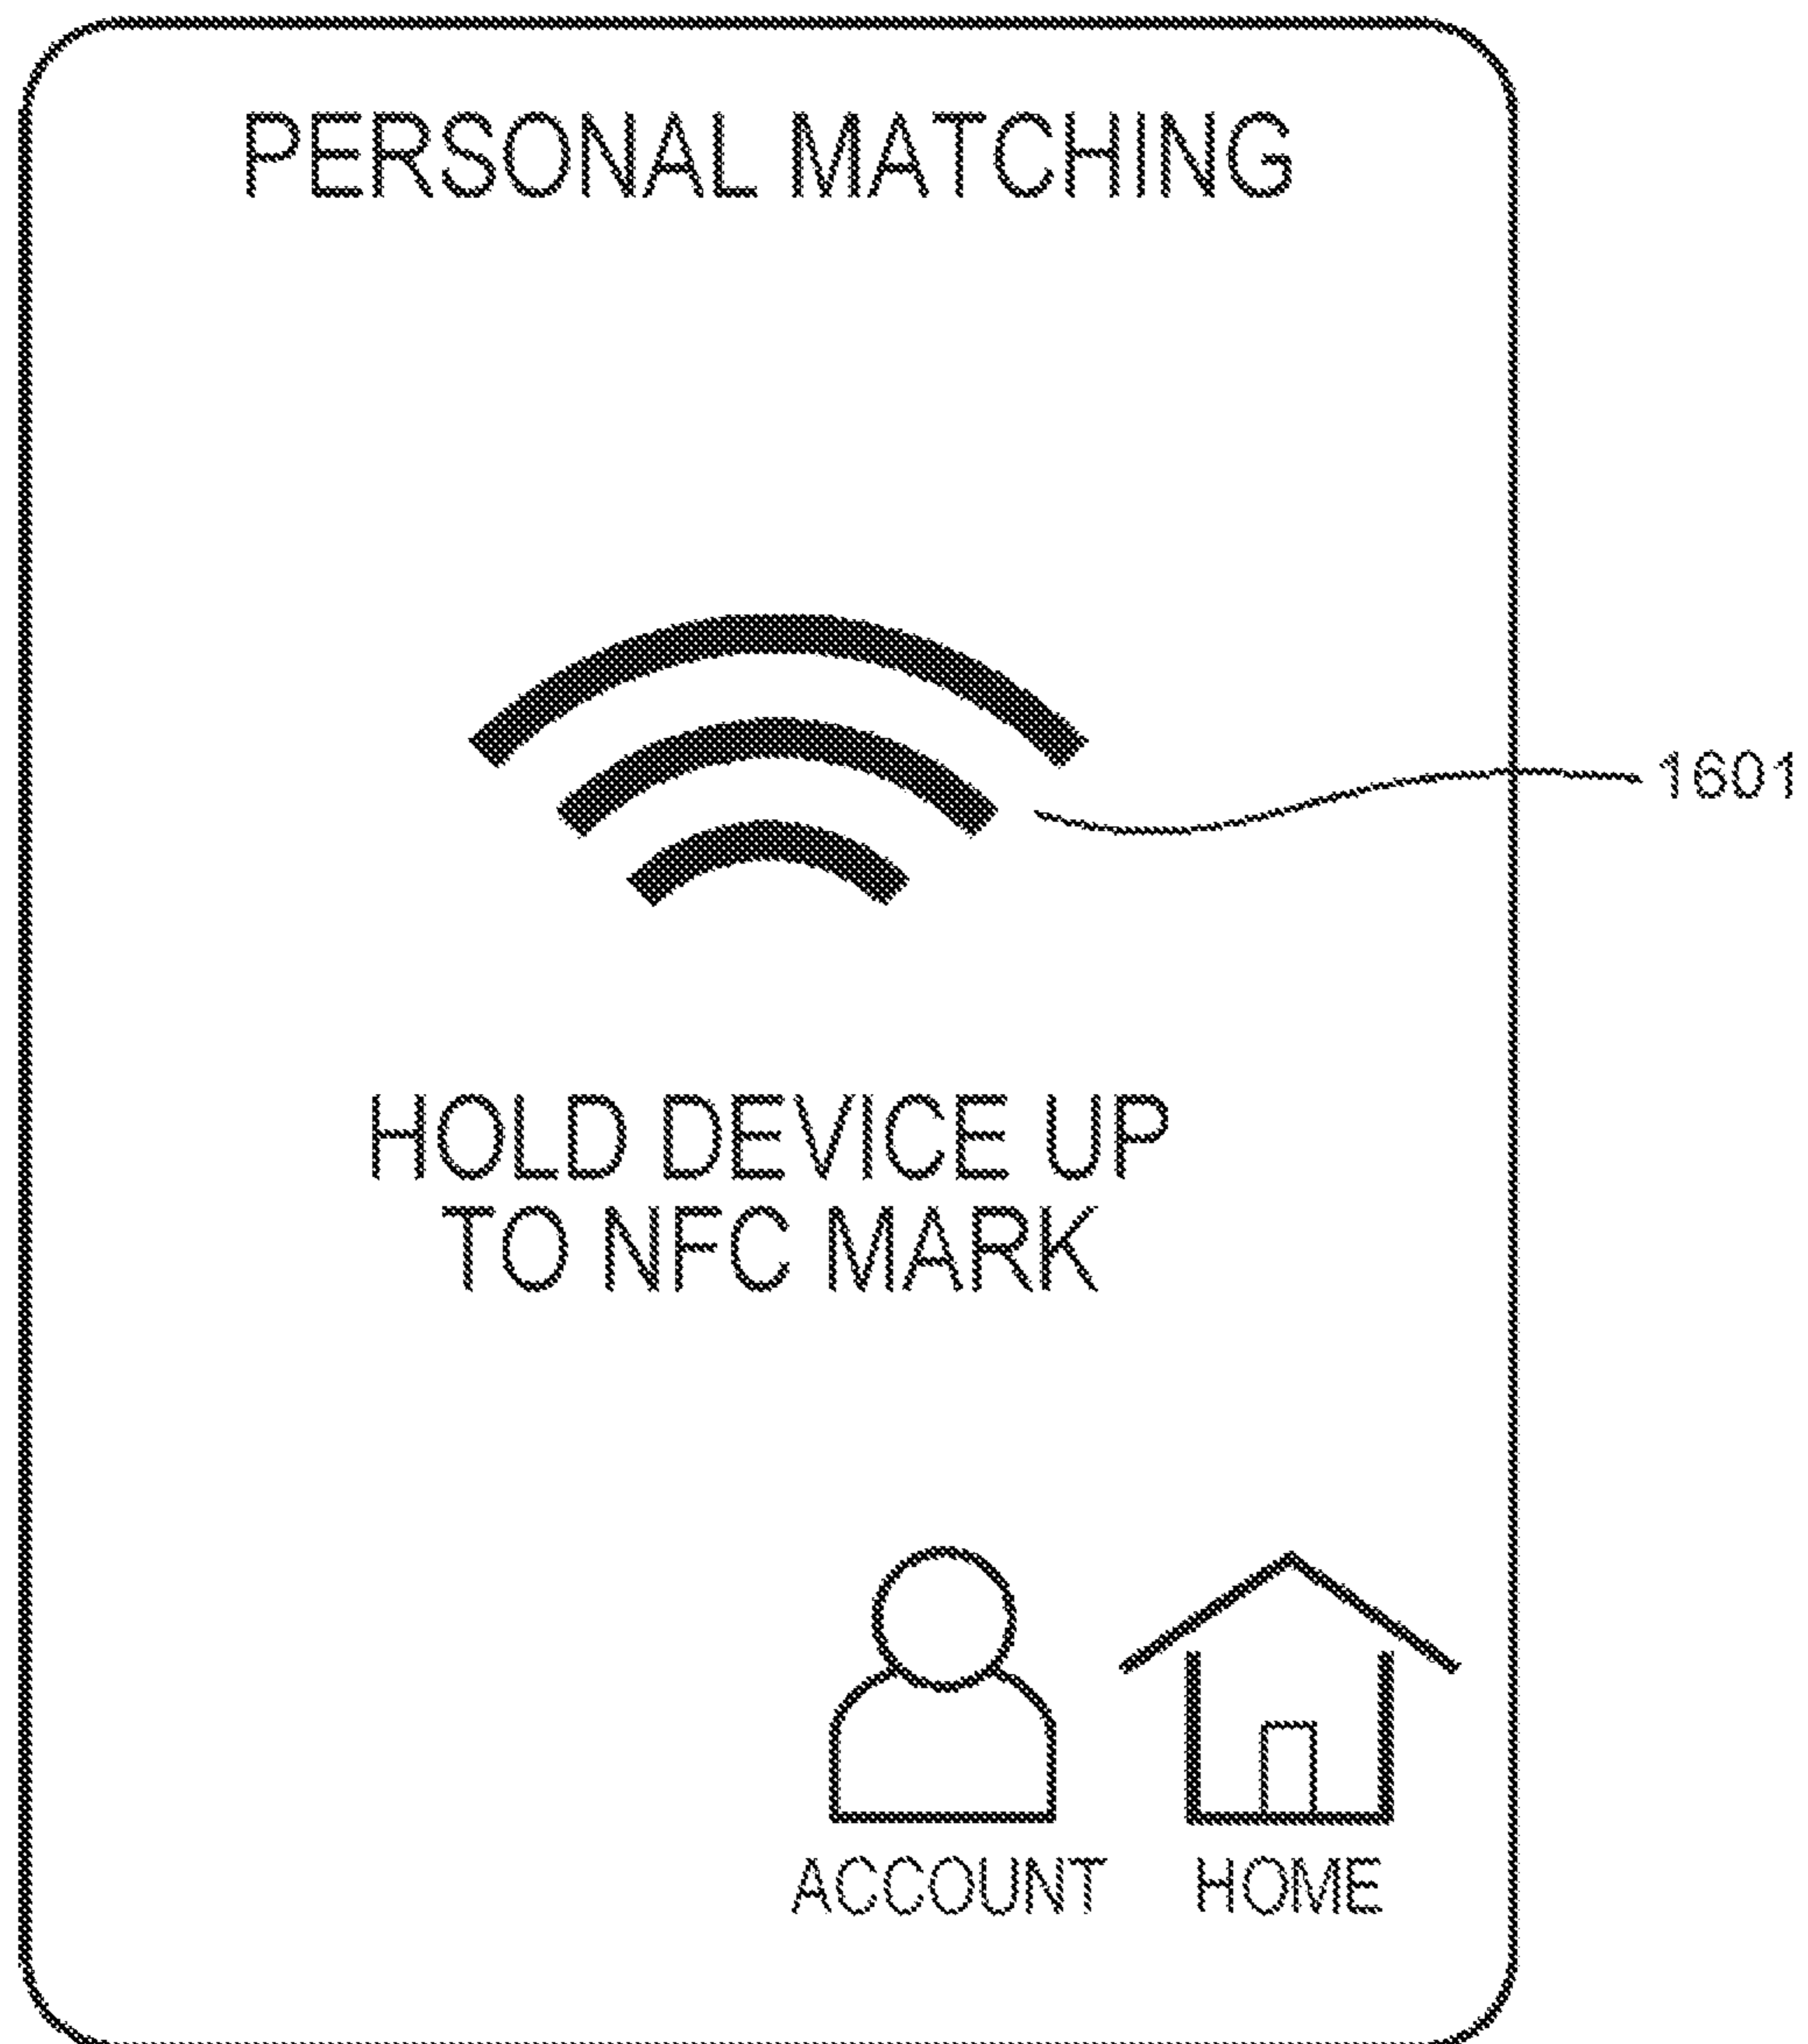 PERSONAL MATCHING
1601
HOLD DEVICE UP
TO NFC MARK
ACCOUNT HOME